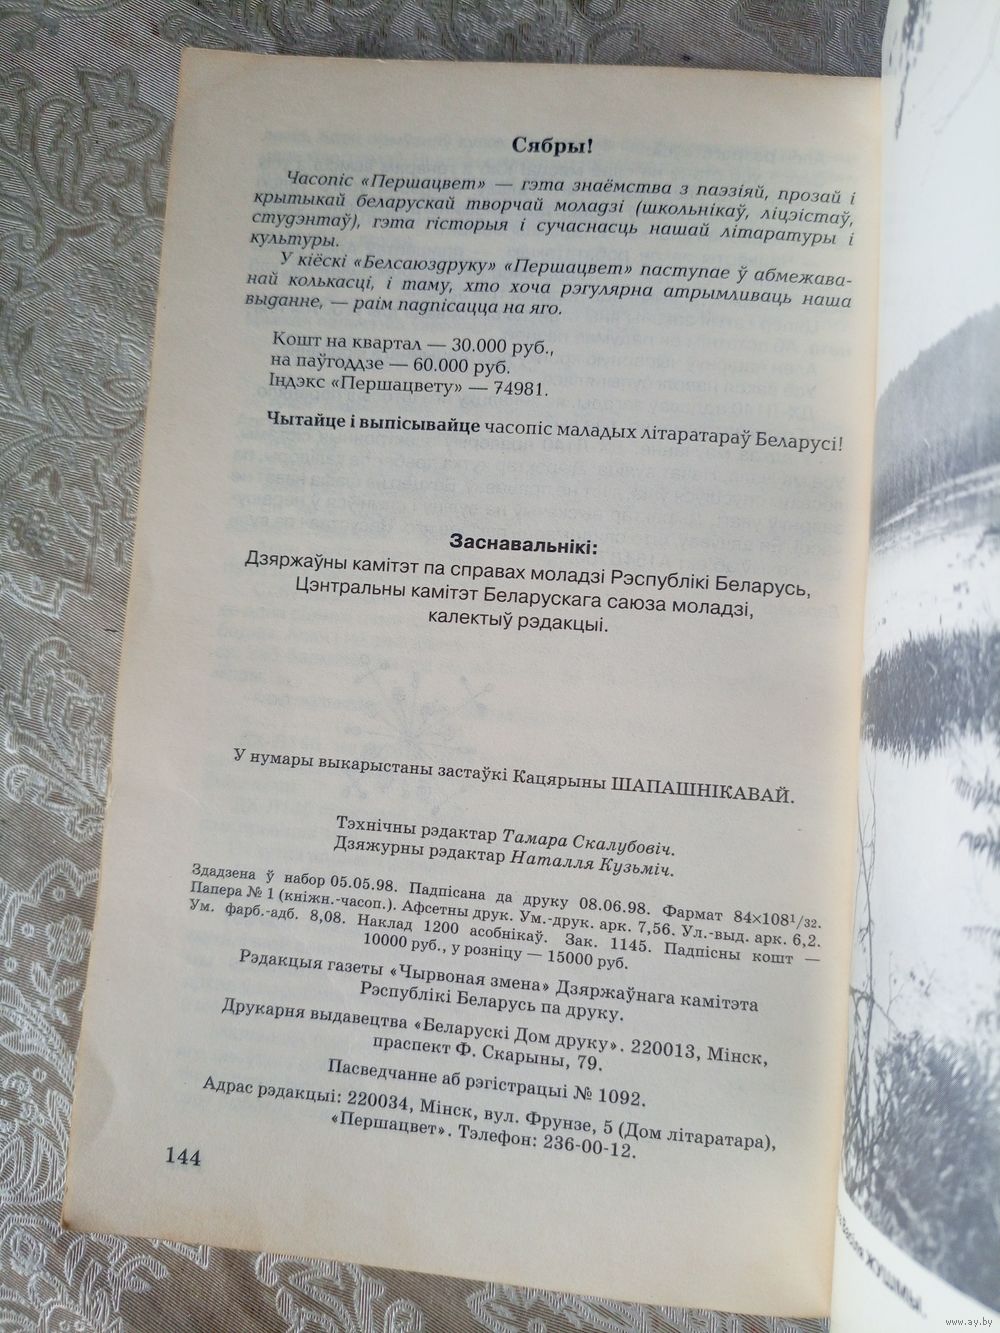 Сябры!
Часопіс «Першацвет» — гэта знаёмства з паэзіяй, прозай і
крытыкай беларускай творчай моладзі (школьнікаў, ліцэістаў,
студэнтаў), гэта гісторыя і сучаснасць нашай літаратуры і
культуры.
У кіёскі «Белсаюздруку» «Першацвет» паступае ў абмежава-
най колькасці, і таму, хто хоча рэгулярна атрымліваць наша
выданне, — раім падпісацца на яго.
Кошт на квартал — 30.000 руб.,
на паўгоддзе — 60.000 руб.
Індэкс «Першацвету» — 74981.
Чытайце і выпісывайце часопіс маладых літаратараў Беларусі!
Заснавальнікі:
Дзяржаўны камітэт па справах моладзі Рэспублікі Беларусь,
Цэнтральны камітэт Беларускага саюза моладзі,
калектыў рэдакцыі.
У нумары выкарыстаны застаўкі Кацярыны ШАПАШНІКАВАЙ.
Тэхнічны рэдактар Тамара Скалубовіч.
Дзяжурны рэдактар Наталля Кузьміч.
Здадзена ў набор 05.05.98. Падпісана да друку 08.06.98. Фармат 84×108¹/₃₂.
Папера № 1 (кніжн.-часоп.). Афсетны друк. Ум.-друк. арк. 7,56. Ул.-выд. арк. 6,2.
Ум. фарб.-адб. 8,08. Наклад 1200 асобнікаў. Зак. 1145. Падпісны кошт —
10000 руб., у розніцу — 15000 руб.
Рэдакцыя газеты «Чырвоная змена» Дзяржаўнага камітэта
Рэспублікі Беларусь па друку.
Друкарня выдавецтва «Беларускі Дом друку». 220013, Мінск,
праспект Ф. Скарыны, 79.
Пасведчанне аб рэгістрацыі № 1092.
Адрас рэдакцыі: 220034, Мінск, вул. Фрунзе, 5 (Дом літаратара),
«Першацвет». Тэлефон: 236-00-12.
144
ЖУШМЫ.
www.ay.by